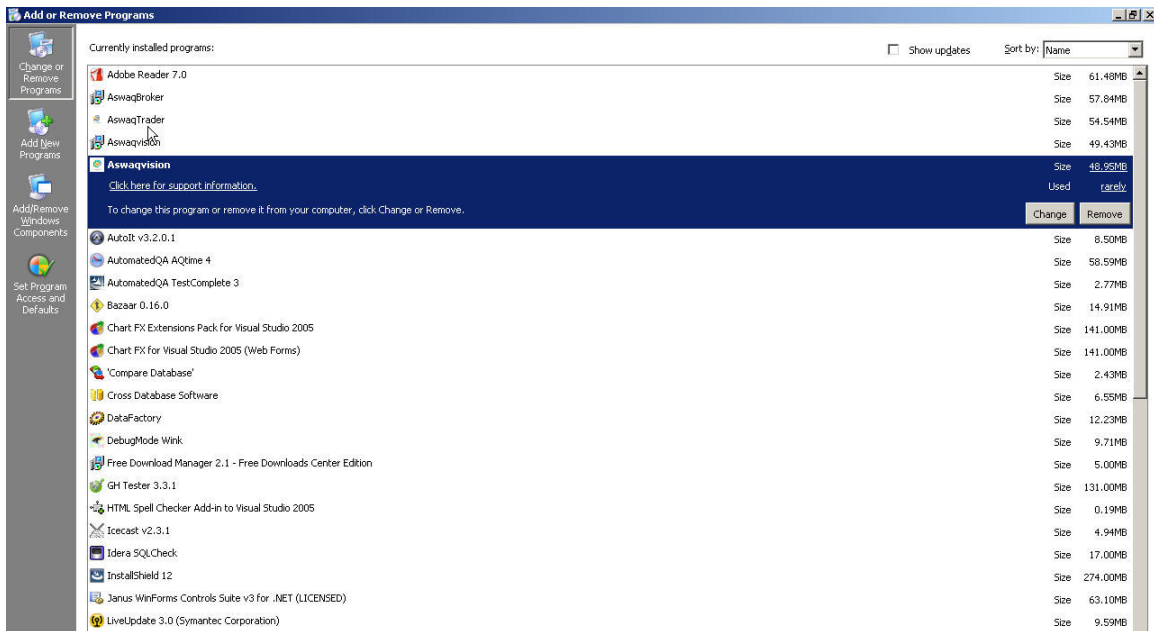 Add or Remove Programs
Change or
Remove
Programs
Add New
Programs
Add/Remove
Windows
Components
Set Program
Access and
Defaults
Currently installed programs:
Show updates
Sort by: Name
Adobe Reader 7.0 Size 61.48MB
AswaqBroker Size 57.84MB
AswaqTrader Size 54.54MB
Aswaqvision Size 49.43MB
Aswaqvision Size 48.95MB
Click here for support information. Used rarely
To change this program or remove it from your computer, click Change or Remove. Change Remove
AutoIt v3.2.0.1 Size 8.50MB
AutomatedQA AQtime 4 Size 58.59MB
AutomatedQA TestComplete 3 Size 2.77MB
Bazaar 0.16.0 Size 14.91MB
Chart FX Extensions Pack for Visual Studio 2005 Size 141.00MB
Chart FX for Visual Studio 2005 (Web Forms) Size 141.00MB
'Compare Database' Size 2.43MB
Cross Database Software Size 6.55MB
DataFactory Size 12.23MB
DebugMode Wink Size 9.71MB
Free Download Manager 2.1 - Free Downloads Center Edition Size 5.00MB
GH Tester 3.3.1 Size 131.00MB
HTML Spell Checker Add-in to Visual Studio 2005 Size 0.19MB
Icecast v2.3.1 Size 4.94MB
Idera SQLCheck Size 17.00MB
InstallShield 12 Size 274.00MB
Janus WinForms Controls Suite v3 for .NET (LICENSED) Size 63.10MB
LiveUpdate 3.0 (Symantec Corporation) Size 9.59MB